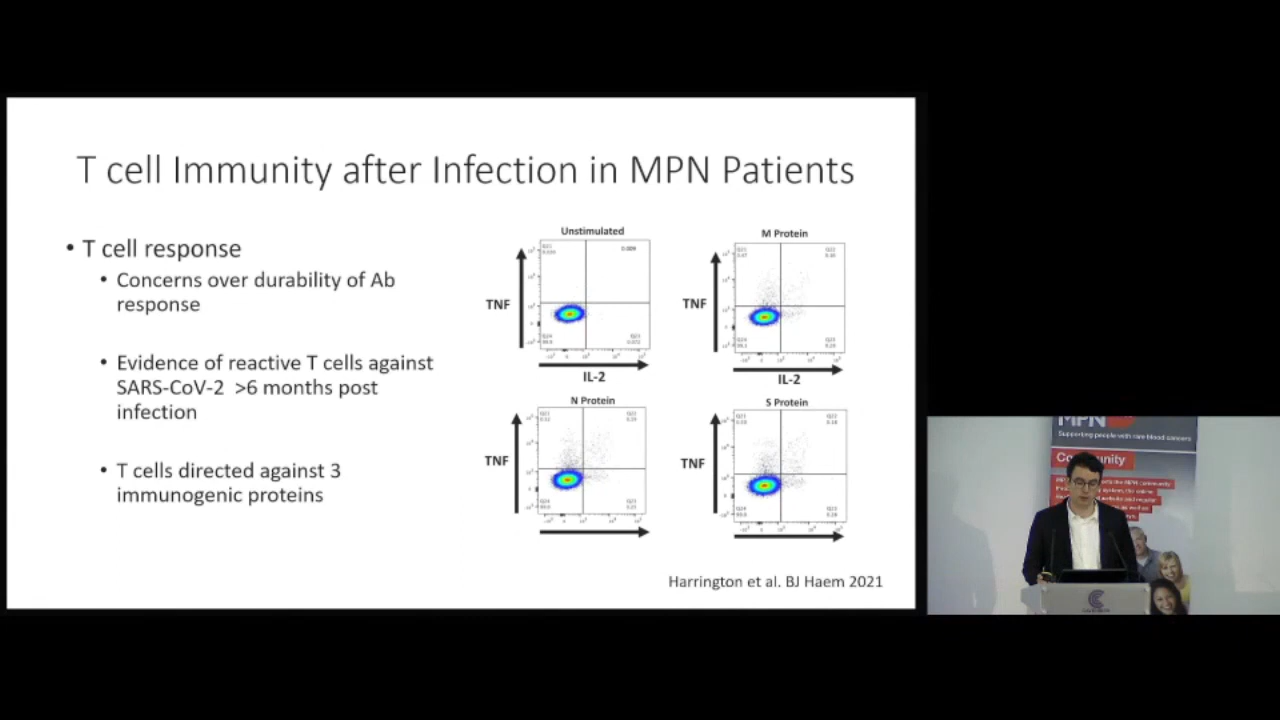 T cell Immunity after Infection in MPN Patients
• T cell response
• Concerns over durability of Ab
response
• Evidence of reactive T cells against
SARS-CoV-2 >6 months post
infection
• T cells directed against 3
immunogenic proteins
Unstimulated
TNF
IL-2
M Protein
TNF
IL-2
N Protein
TNF
S Protein
TNF
Harrington et al. BJ Haem 2021
MPN
Supporting people with rare blood cancers
Community